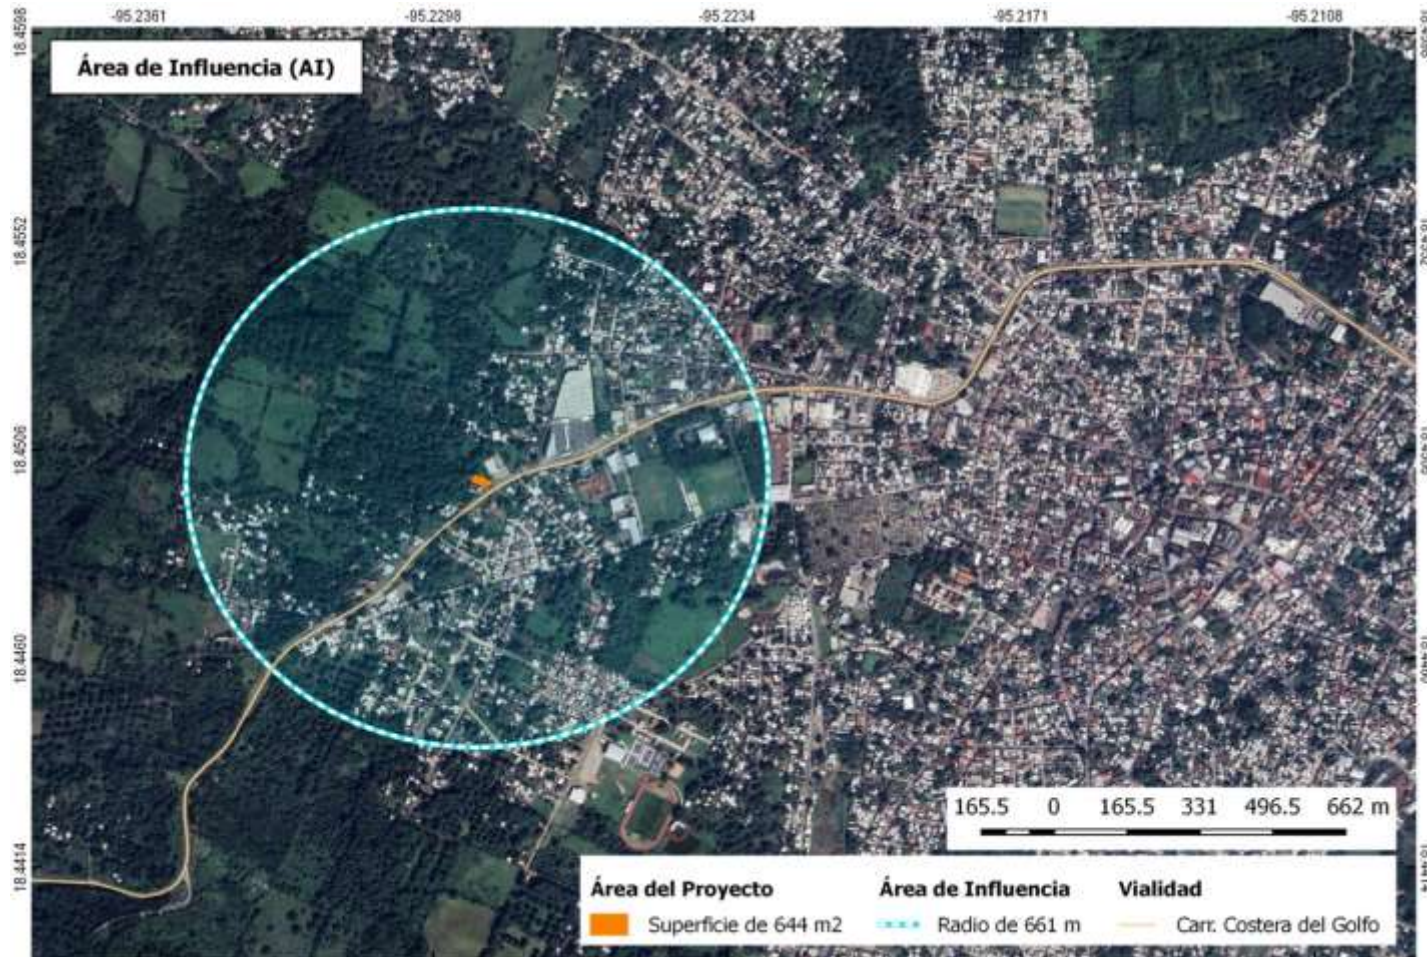 -95.2361 -95.2298 -95.2234 -95.2171 -95.2108
18.4598
Área de Influencia (AI)
18.4552
18.4506
18.4460
18.4414
165.5 0 165.5 331 496.5 662 m
Área del Proyecto Área de Influencia Vialidad
Superficie de 644 m2 Radio de 661 m Carr. Costera del Golfo